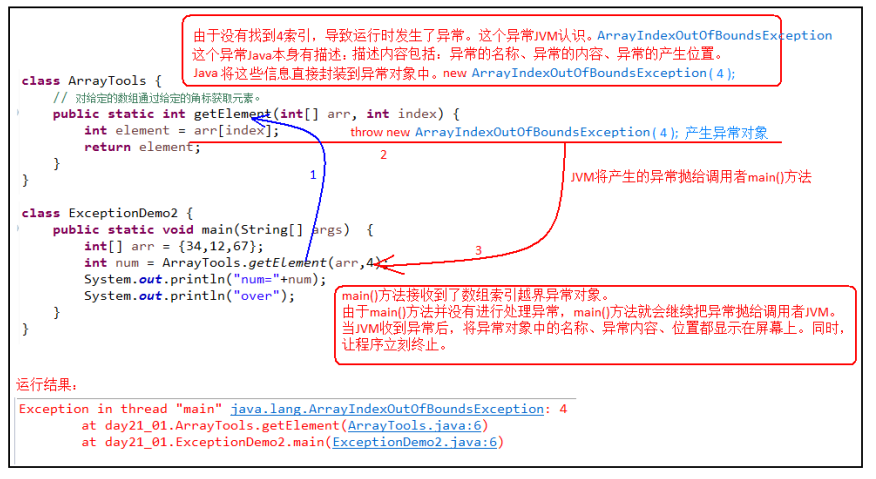 由于没有找到4索引，导致运行时发生了异常。这个异常JVM认识。ArrayIndexOutOfBoundsException
这个异常Java本身有描述：描述内容包括：异常的名称、异常的内容、异常的产生位置。
Java 将这些信息直接封装到异常对象中。new ArrayIndexOutOfBoundsException( 4 );
class ArrayTools {
// 对给定的数组通过给定的角标获取元素。
public static int getElement(int[] arr, int index) {
int element = arr[index]; throw new ArrayIndexOutOfBoundsException( 4 ); 产生异常对象
return element;
2
}
1
JVM将产生的异常抛给调用者main()方法
}
class ExceptionDemo2 {
public static void main(String[] args) {
int[] arr = {34,12,67};
3
int num = ArrayTools.getElement(arr,4);
System.out.println("num="+num);
System.out.println("over");
}
}
main()方法接收到了数组索引越界异常对象。
由于main()方法并没有进行处理异常，main()方法就会继续把异常抛给调用者JVM。
当JVM收到异常后，将异常对象中的名称、异常内容、位置都显示在屏幕上。同时，
让程序立刻终止。
运行结果：
Exception in thread "main" java.lang.ArrayIndexOutOfBoundsException: 4
at day21_01.ArrayTools.getElement(ArrayTools.java:6)
at day21_01.ExceptionDemo2.main(ExceptionDemo2.java:6)